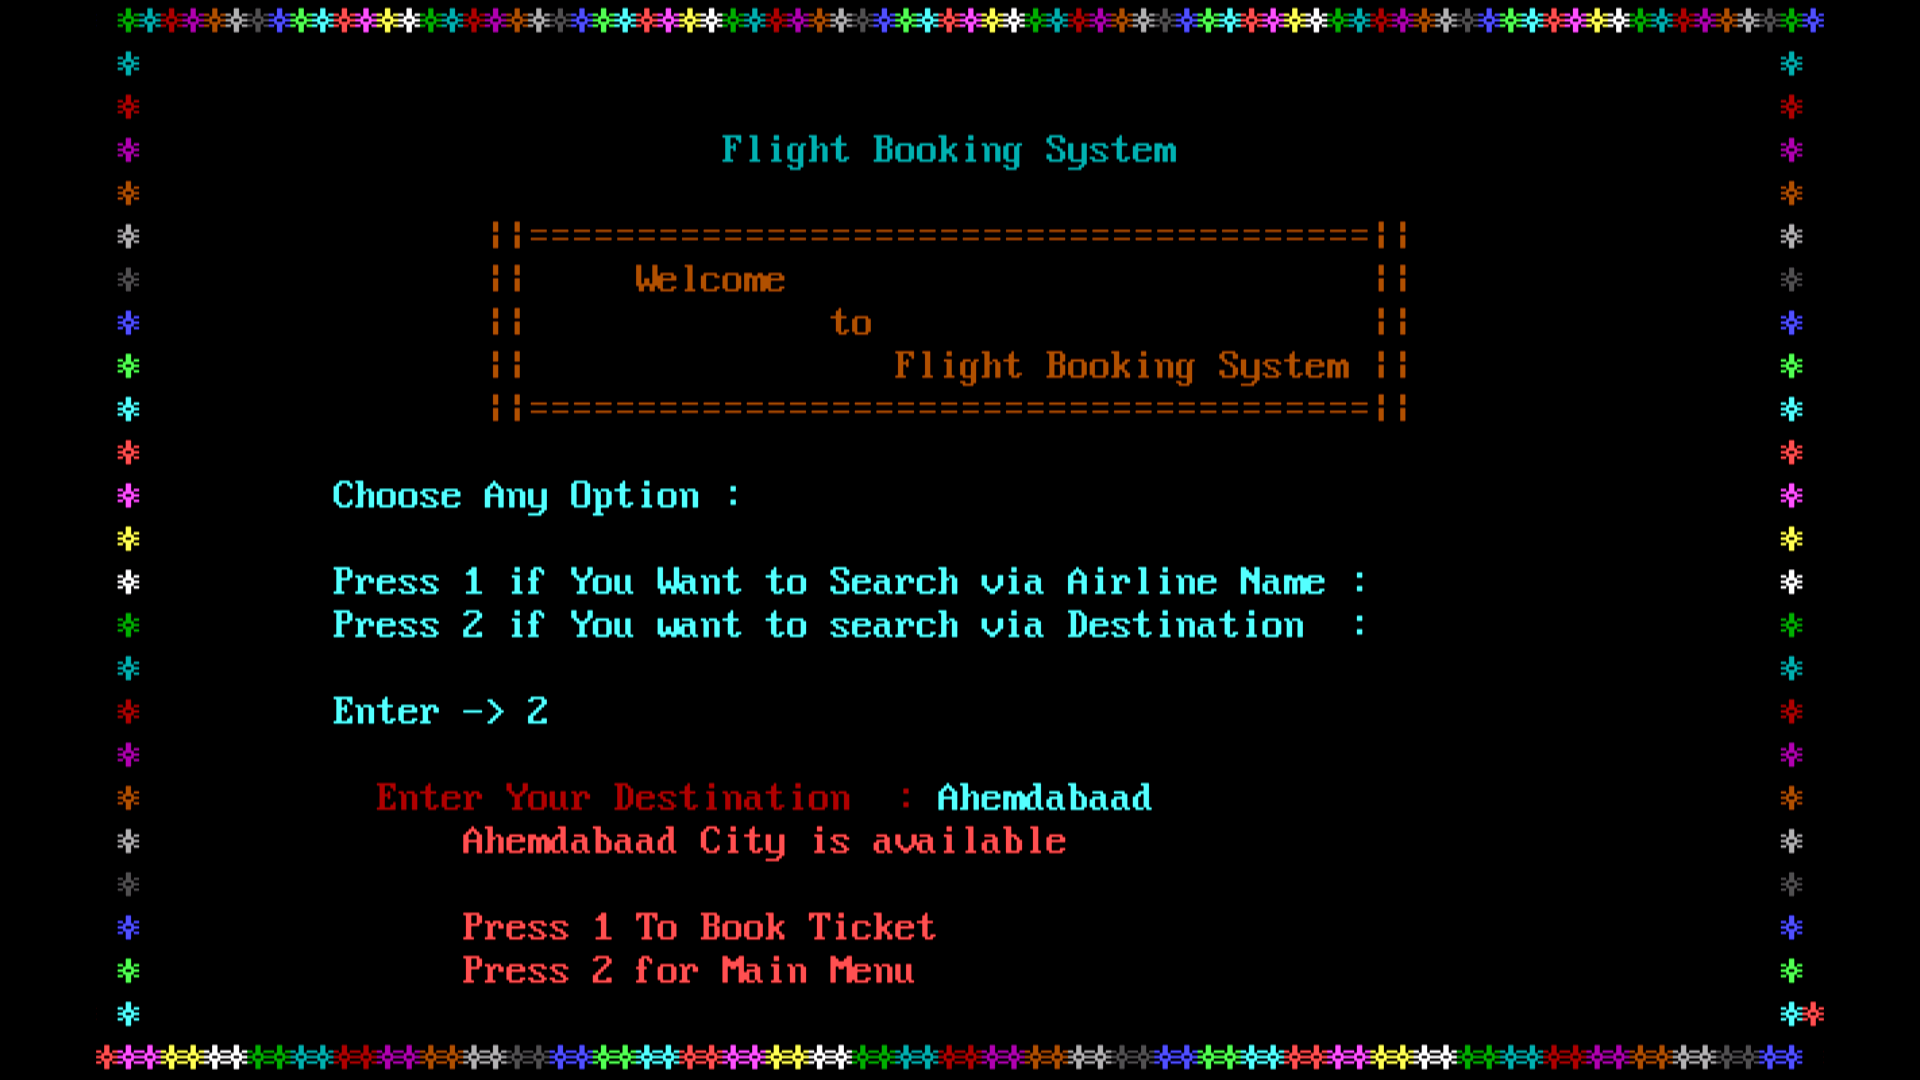 Flight Booking System
||=======================================||
|| Welcome ||
|| to ||
|| Flight Booking System ||
||=======================================||
Choose Any Option :
Press 1 if You Want to Search via Airline Name :
Press 2 if You want to search via Destination :
Enter -> 2
Enter Your Destination : Ahemdabaad
Ahemdabaad City is available
Press 1 To Book Ticket
Press 2 for Main Menu